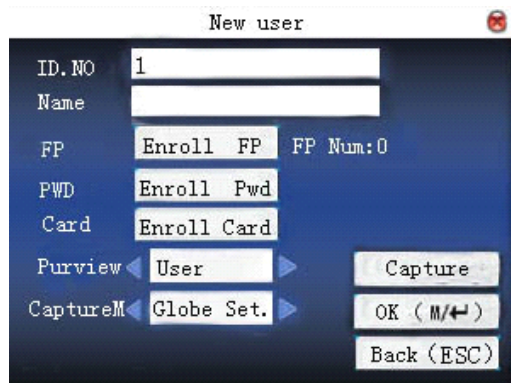 New user
ID.NO 1
Name
FP Enroll FP FP Num:0
PWD Enroll Pwd
Card Enroll Card
Purview User Capture
CaptureM Globe Set. OK (M/↵)
Back (ESC)